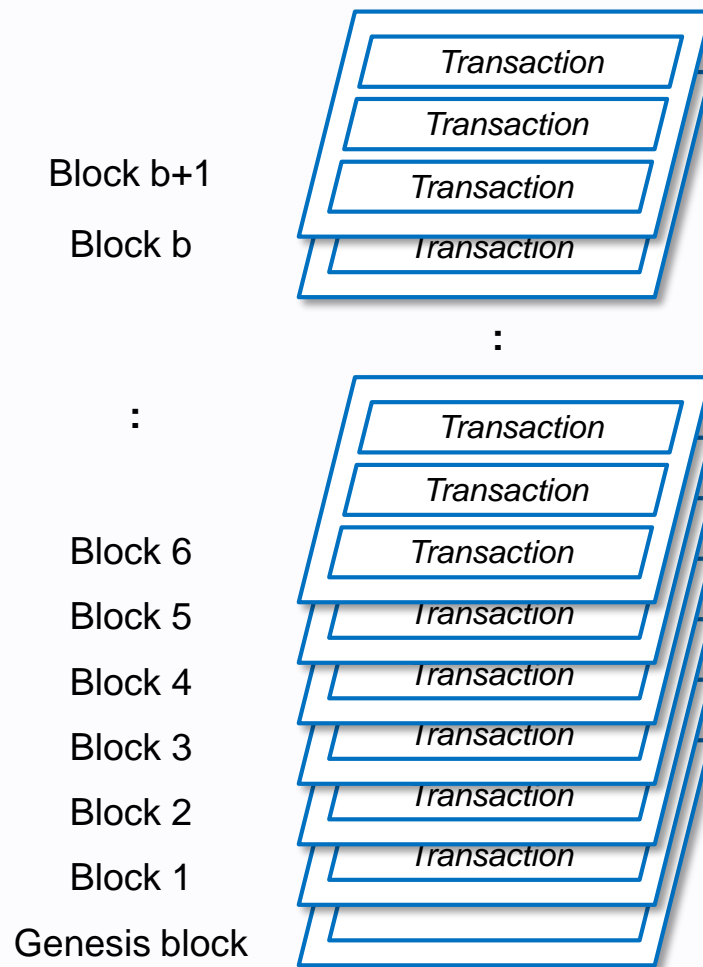 Transaction
Transaction
Block b+1
Transaction
Block b
Transaction
:
:
Transaction
Transaction
Block 6
Transaction
Block 5
Transaction
Block 4
Transaction
Block 3
Transaction
Block 2
Transaction
Block 1
Transaction
Genesis block